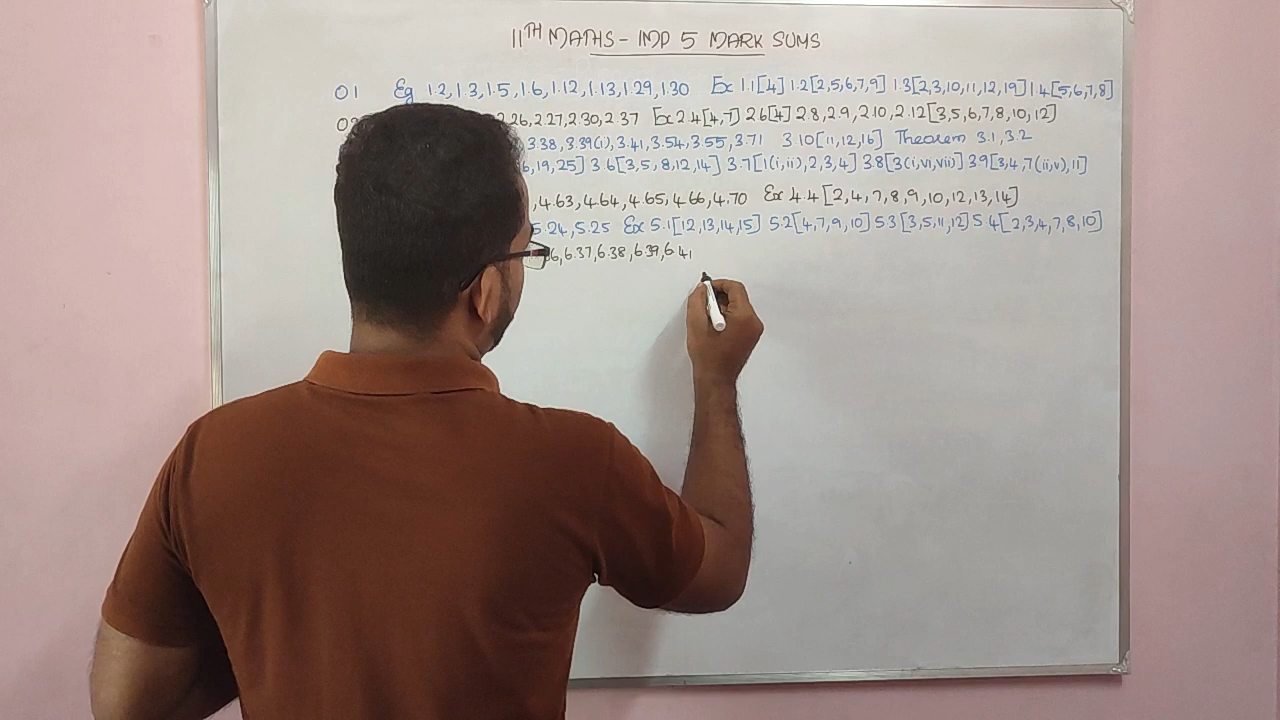 11TH MATHS - IMP 5 MARK SUMS
01 Eg 1.2, 1.3, 1.5, 1.6, 1.12, 1.13, 1.29, 1.30 Ex 1.1[4] 1.2[2,5,6,7,9] 1.3[2,3,10,11,12,19] 1.4[5,6,7,8]
2.26, 2.27, 2.30, 2.37 Ex 2.4[4,7] 2.6[4] 2.8, 2.9, 2.10, 2.12[3,5,6,7,8,10,12]
3.38, 3.39(i), 3.41, 3.54, 3.55, 3.71 3.10[11,12,16] Theorem 3.1, 3.2
,19,25] 3.6[3,5,8,12,14] 3.7[1(i,ii),2,3,4] 3.8[3(i,vi,vii)] 3.9[3,4,7(ii,v),11]
, 4.63, 4.64, 4.65, 4.66, 4.70 Ex 4.4[2,4,7,8,9,10,12,13,14]
5.24, 5.25 Ex 5.1[12,13,14,15] 5.2[4,7,9,10] 5.3[3,5,11,12] 5.4[2,3,4,7,8,10]
6.37, 6.38, 6.39, 6.41